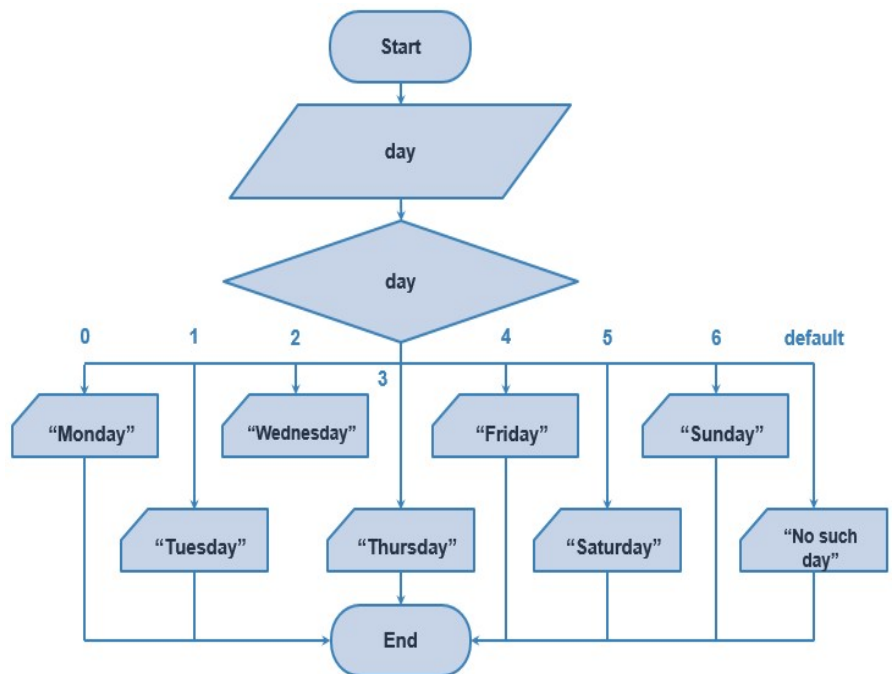 Start
day
day
0
1
2
3
4
5
6
default
“Monday”
“Wednesday”
“Friday”
“Sunday”
“Tuesday”
“Thursday”
“Saturday”
“No such
day”
End